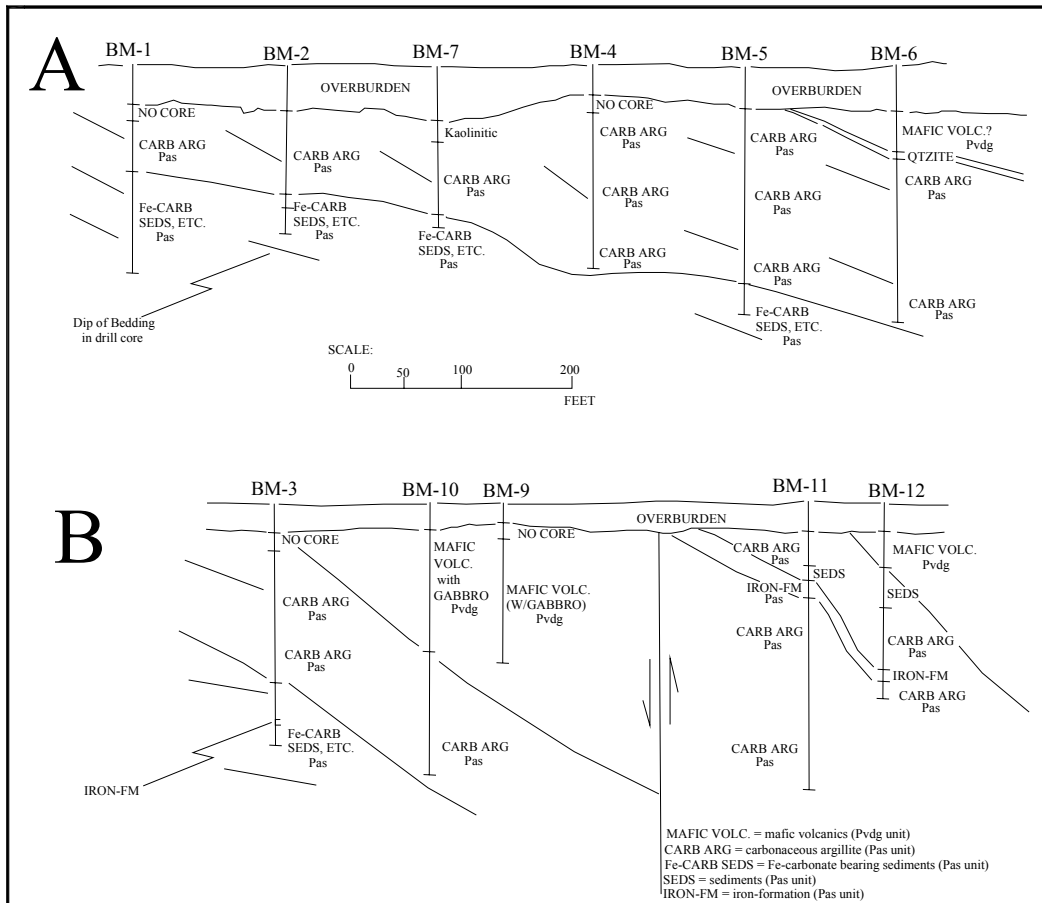 A
BM-1
BM-2
BM-7
BM-4
BM-5
BM-6
OVERBURDEN
OVERBURDEN
NO CORE
NO CORE
Kaolinitic
MAFIC VOLC.?
Pvdg
QTZITE
CARB ARG
Pas
CARB ARG
Pas
CARB ARG
Pas
CARB ARG
Pas
CARB ARG
Pas
CARB ARG
Pas
CARB ARG
Pas
Fe-CARB
SEDS, ETC.
Pas
Fe-CARB
SEDS, ETC.
Pas
Fe-CARB
SEDS, ETC.
Pas
CARB ARG
Pas
CARB ARG
Pas
CARB ARG
Pas
Fe-CARB
SEDS, ETC.
Pas
Dip of Bedding
in drill core
SCALE:
0
50
100
200
FEET
B
BM-3
BM-10
BM-9
BM-11
BM-12
OVERBURDEN
NO CORE
NO CORE
MAFIC
VOLC.
with
GABBRO
Pvdg
MAFIC VOLC.
(W/GABBRO)
Pvdg
CARB ARG
Pas
SEDS
IRON-FM
Pas
MAFIC VOLC.
Pvdg
SEDS
CARB ARG
Pas
CARB ARG
Pas
CARB ARG
Pas
CARB ARG
Pas
IRON-FM
CARB ARG
Pas
Fe-CARB
SEDS, ETC.
Pas
CARB ARG
Pas
CARB ARG
Pas
IRON-FM
MAFIC VOLC. = mafic volcanics (Pvdg unit)
CARB ARG = carbonaceous argillite (Pas unit)
Fe-CARB SEDS = Fe-carbonate bearing sediments (Pas unit)
SEDS = sediments (Pas unit)
IRON-FM = iron-formation (Pas unit)